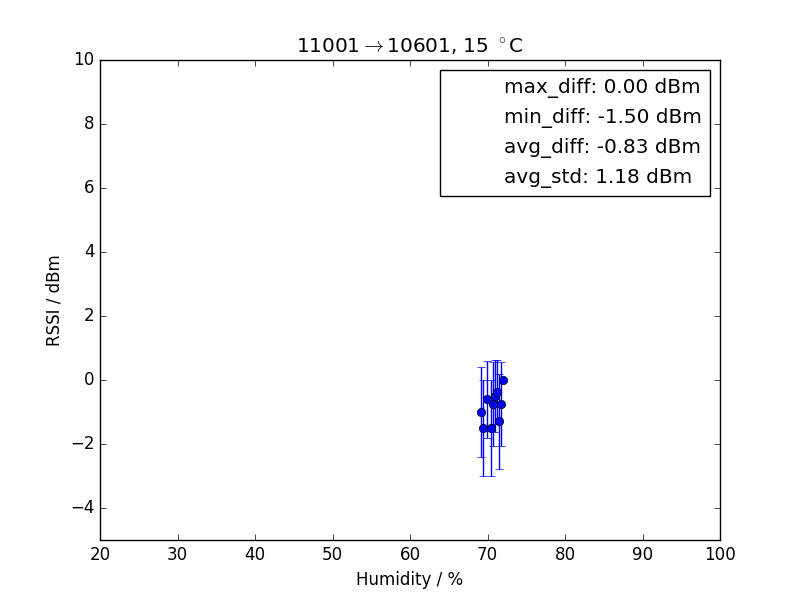 11001→10601, 15 °C
max_diff: 0.00 dBm
min_diff: -1.50 dBm
avg_diff: -0.83 dBm
avg_std: 1.18 dBm
10
8
6
4
2
0
−2
−4
RSSI / dBm
20 30 40 50 60 70 80 90 100
Humidity / %